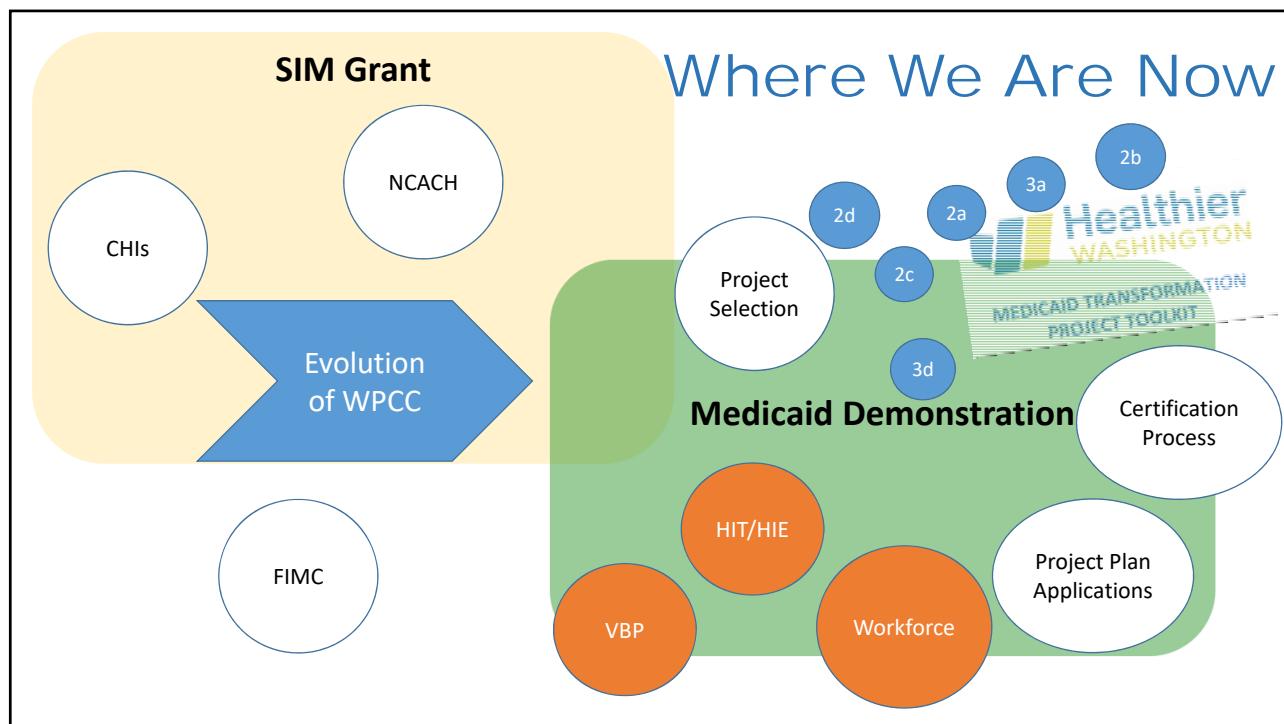 SIM Grant
Where We Are Now
CHIs
NCACH
Evolution
of WPCC
FIMC
2d
2a
3a
2b
2c
3d
Project
Selection
Healthier
WASHINGTON
MEDICAID TRANSFORMATION
PROJECT TOOLKIT
Medicaid Demonstration
Certification
Process
HIT/HIE
VBP
Workforce
Project Plan
Applications